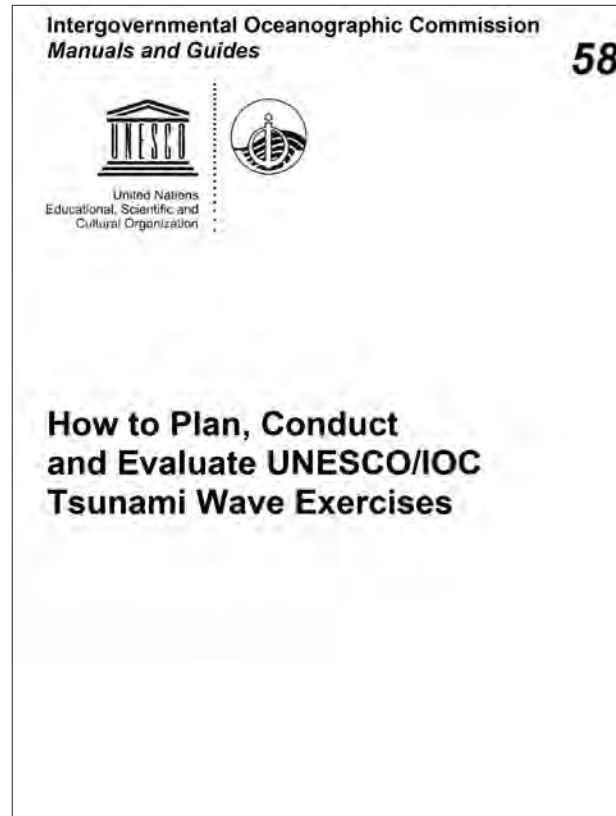 Intergovernmental Oceanographic Commission
Manuals and Guides
58
UNESCO
United Nations
Educational, Scientific and
Cultural Organization
How to Plan, Conduct
and Evaluate UNESCO/IOC
Tsunami Wave Exercises